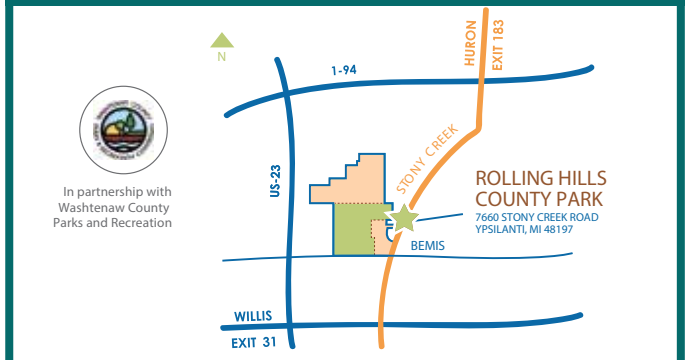 HURON
EXIT 183
N
1-94
STONY CREEK
US-23
In partnership with
Washtenaw County
Parks and Recreation
ROLLING HILLS
COUNTY PARK
7660 STONY CREEK ROAD
YPSILANTI, MI 48197
BEMIS
WILLIS
EXIT 31